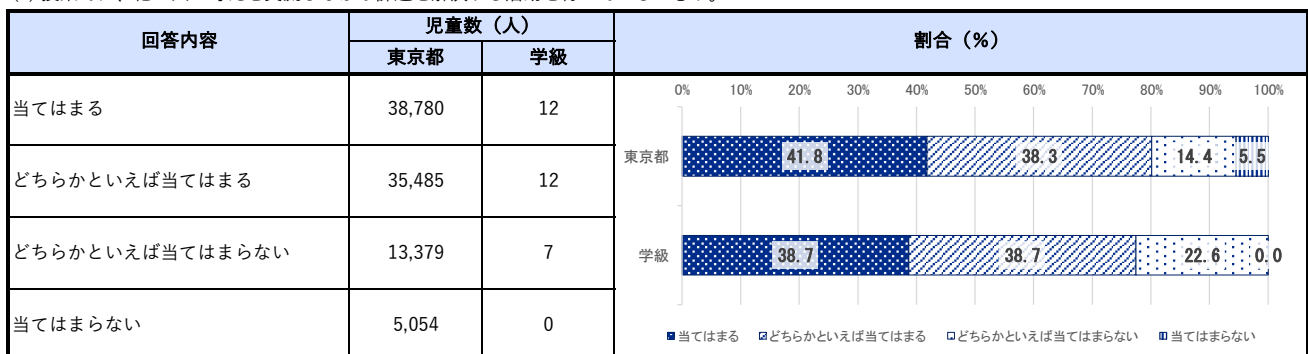 回答内容 児童数（人） 割合（%）
東京都 学級
当てはまる 38,780 12
どちらかといえば当てはまる 35,485 12
どちらかといえば当てはまらない 13,379 7
当てはまらない 5,054 0
0% 10% 20% 30% 40% 50% 60% 70% 80% 90% 100%
東京都 41.8 38.3 14.4 5.5
学級 38.7 38.7 22.6 0.0
当てはまる どちらかといえば当てはまる どちらかといえば当てはまらない 当てはまらない